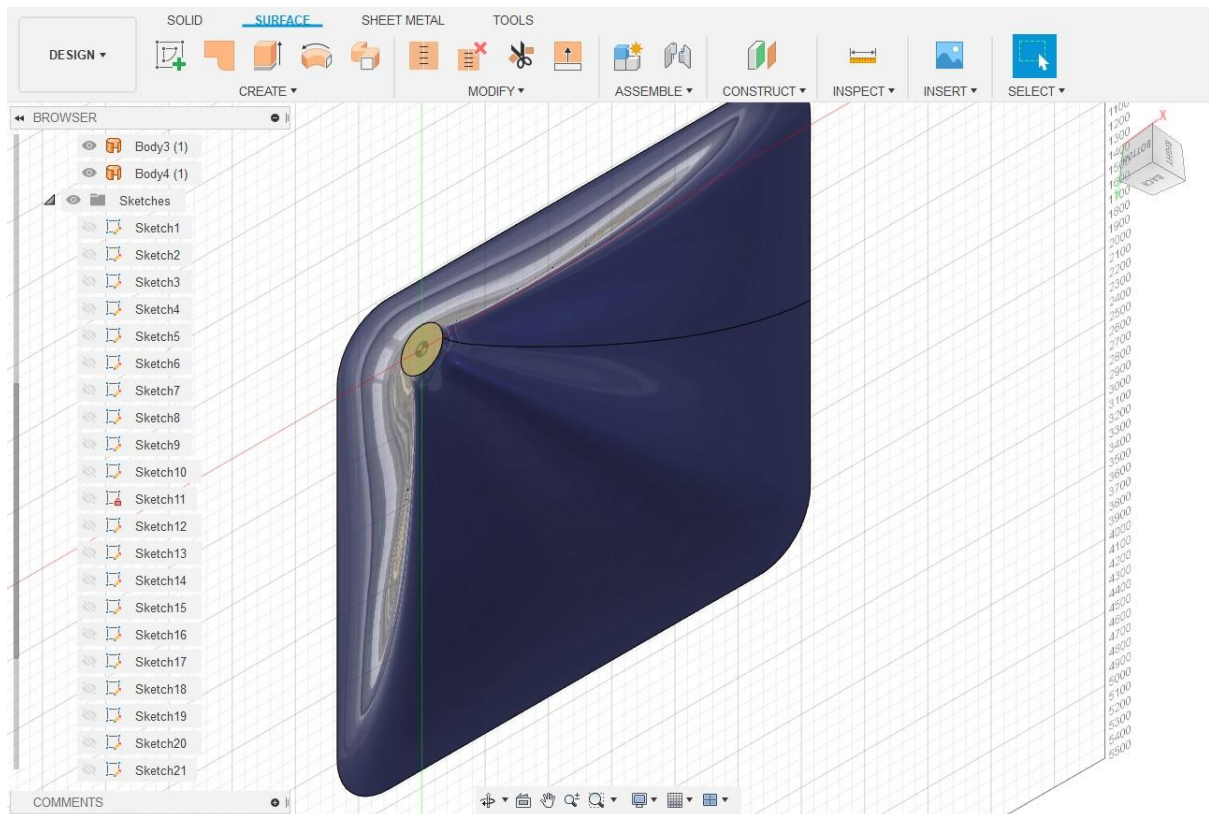 SOLID SURFACE SHEET METAL TOOLS
DESIGN ▾
CREATE ▾ MODIFY ▾ ASSEMBLE ▾ CONSTRUCT ▾ INSPECT ▾ INSERT ▾ SELECT ▾
BROWSER
Body3 (1)
Body4 (1)
Sketches
Sketch1
Sketch2
Sketch3
Sketch4
Sketch5
Sketch6
Sketch7
Sketch8
Sketch9
Sketch10
Sketch11
Sketch12
Sketch13
Sketch14
Sketch15
Sketch16
Sketch17
Sketch18
Sketch19
Sketch20
Sketch21
COMMENTS
X
BOTTOM
RIGHT
BACK
1100
1200
1300
1400
1800
1900
2000
2100
2200
2300
2400
2500
2600
2700
2800
2900
3000
3100
3200
3300
3400
3500
3600
3700
3800
3900
4000
4100
4200
4300
4400
4500
4600
4700
4800
4900
5000
5100
5200
5300
5400
5500